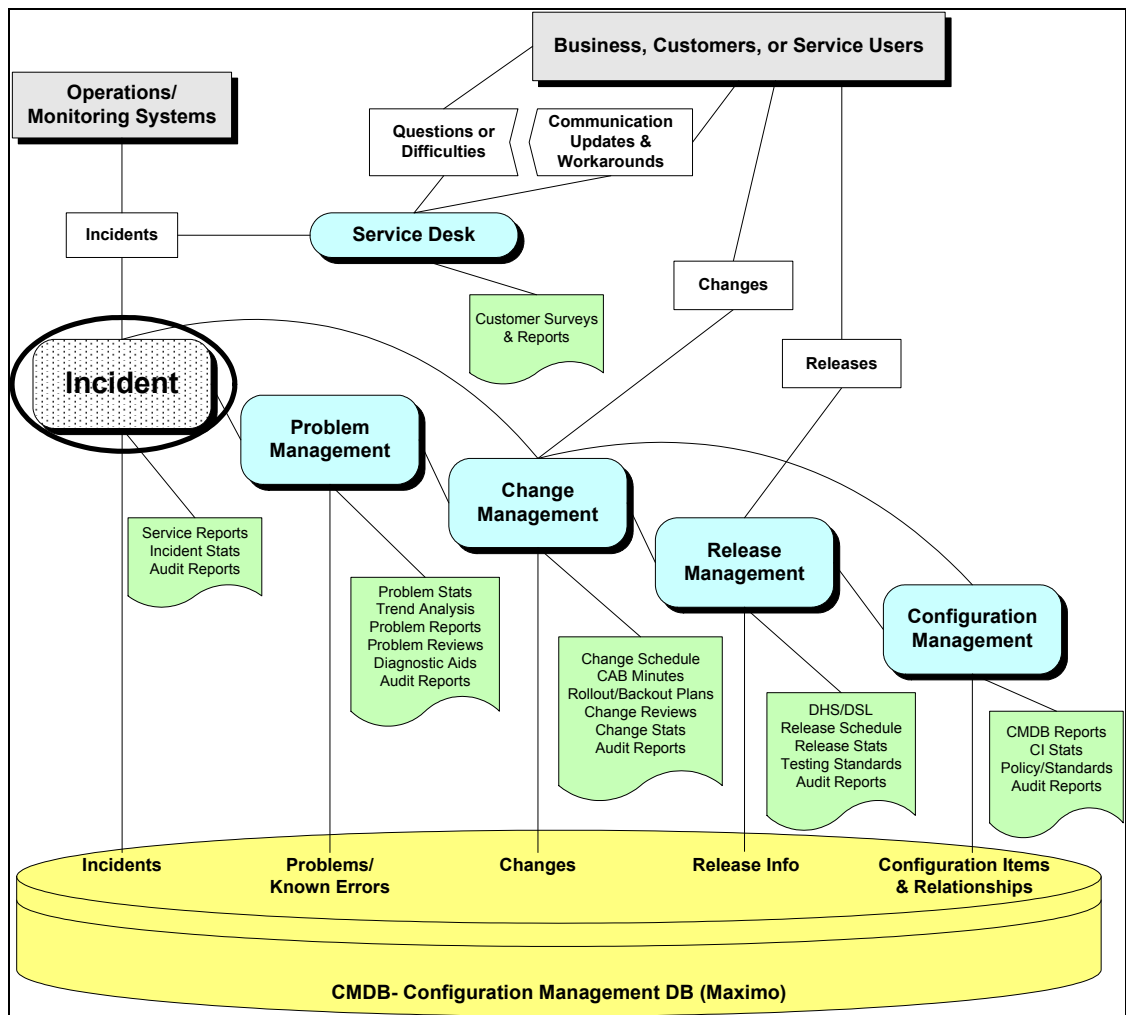 Business, Customers, or Service Users
Operations/
Monitoring Systems
Questions or
Difficulties
Communication
Updates &
Workarounds
Incidents
Service Desk
Changes
Customer Surveys
& Reports
Releases
Incident
Problem
Management
Change
Management
Release
Management
Configuration
Management
Service Reports
Incident Stats
Audit Reports
Problem Stats
Trend Analysis
Problem Reports
Problem Reviews
Diagnostic Aids
Audit Reports
Change Schedule
CAB Minutes
Rollout/Backout Plans
Change Reviews
Change Stats
Audit Reports
DHS/DSL
Release Schedule
Release Stats
Testing Standards
Audit Reports
CMDB Reports
CI Stats
Policy/Standards
Audit Reports
Incidents
Problems/
Known Errors
Changes
Release Info
Configuration Items
& Relationships
CMDB- Configuration Management DB (Maximo)